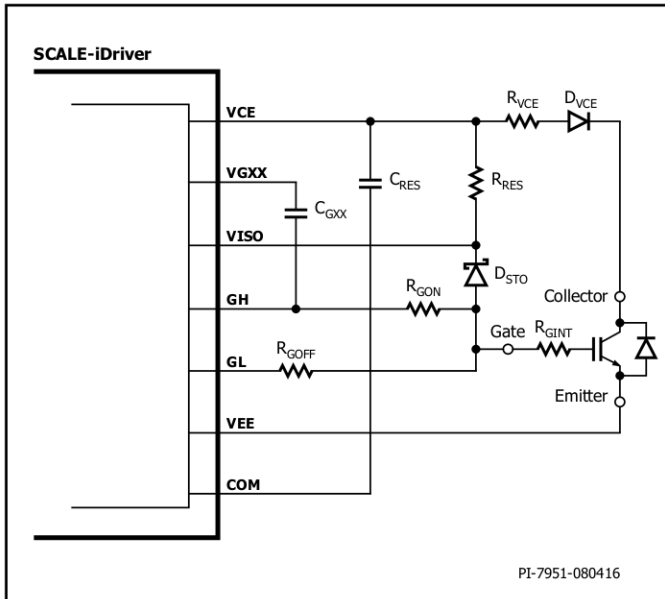 SCALE-iDriver
VCE
RVCE
DVCE
VGXX
CRES
RRES
CGXX
VISO
DSTO
GH
RGON
Collector
Gate
RGINT
GL
RGOFF
Emitter
VEE
COM
PI-7951-080416